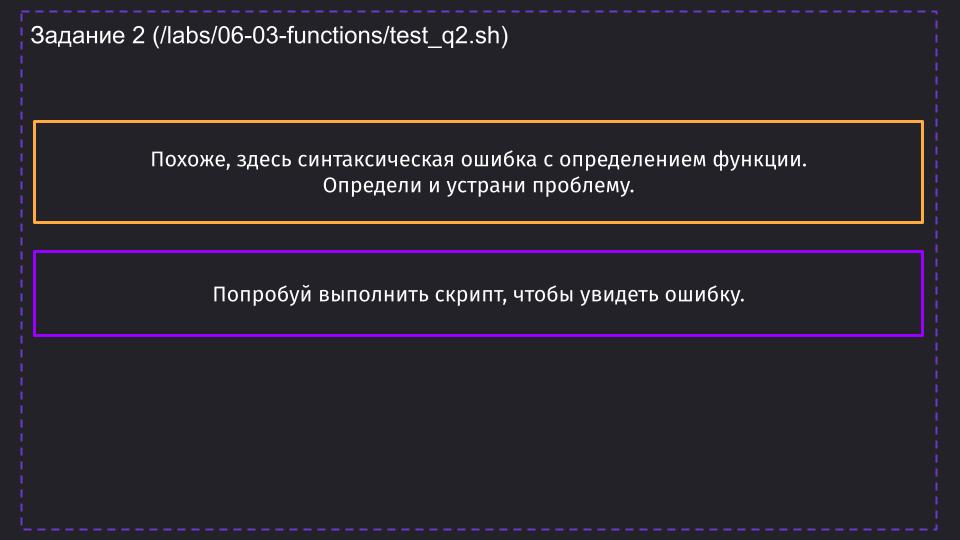 Задание 2 (/labs/06-03-functions/test_q2.sh)
Похоже, здесь синтаксическая ошибка с определением функции.
Определи и устрани проблему.
Попробуй выполнить скрипт, чтобы увидеть ошибку.